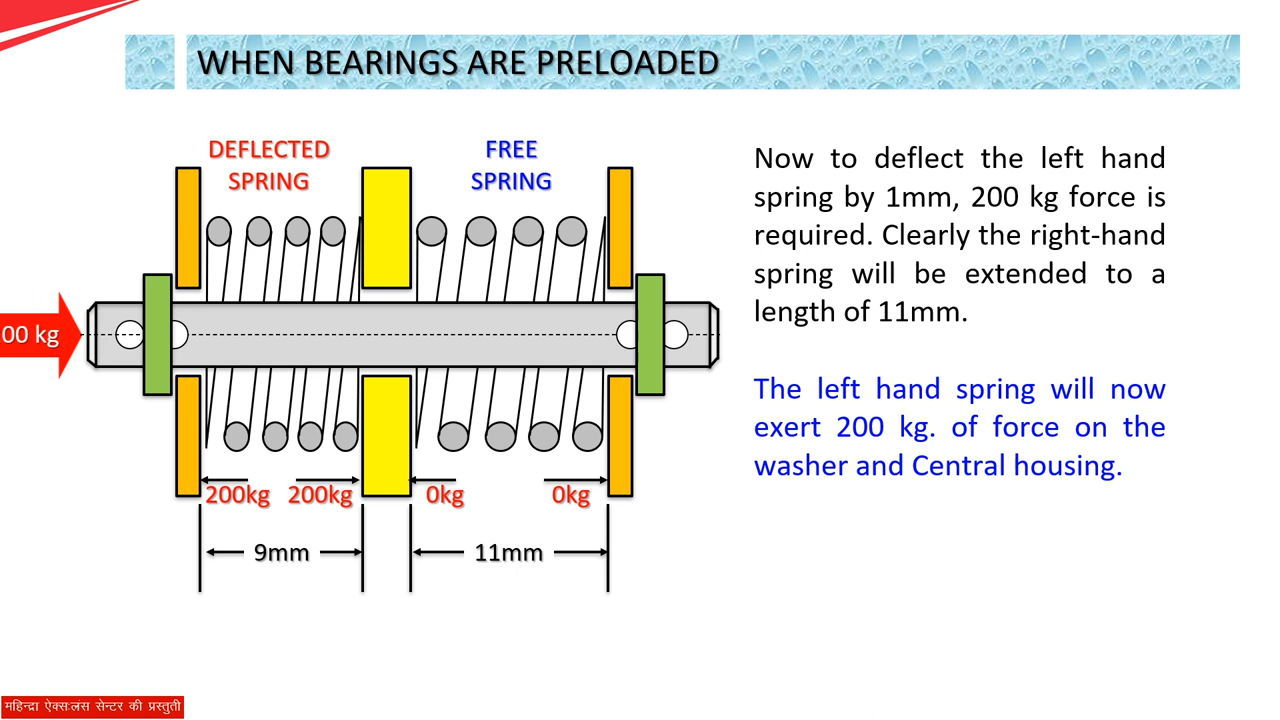 WHEN BEARINGS ARE PRELOADED
DEFLECTED
SPRING
FREE
SPRING
00 kg
200kg 200kg 0kg 0kg
9mm 11mm
Now to deflect the left hand
spring by 1mm, 200 kg force is
required. Clearly the right-hand
spring will be extended to a
length of 11mm.
The left hand spring will now
exert 200 kg. of force on the
washer and Central housing.
महिन्द्रा ऐक्सःलंस सेन्टर की प्रस्तुती